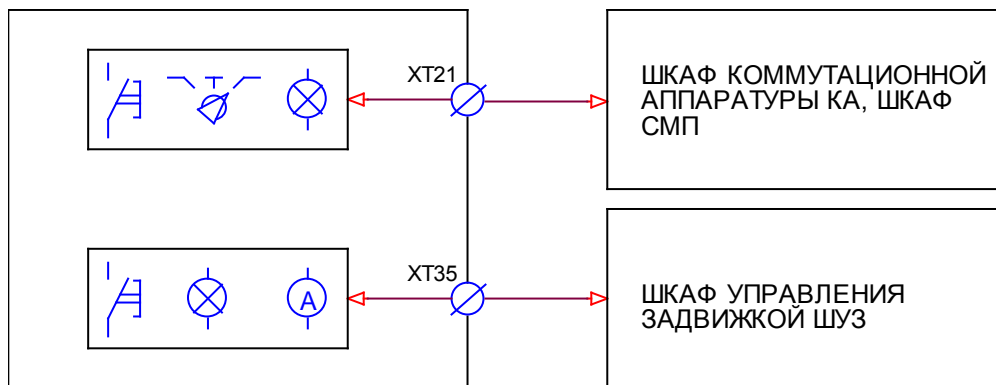 XT21
ШКАФ КОММУТАЦИОННОЙ
АППАРАТУРЫ КА, ШКАФ
СМП
XT35
A
ШКАФ УПРАВЛЕНИЯ
ЗАДВИЖКОЙ ШУЗ